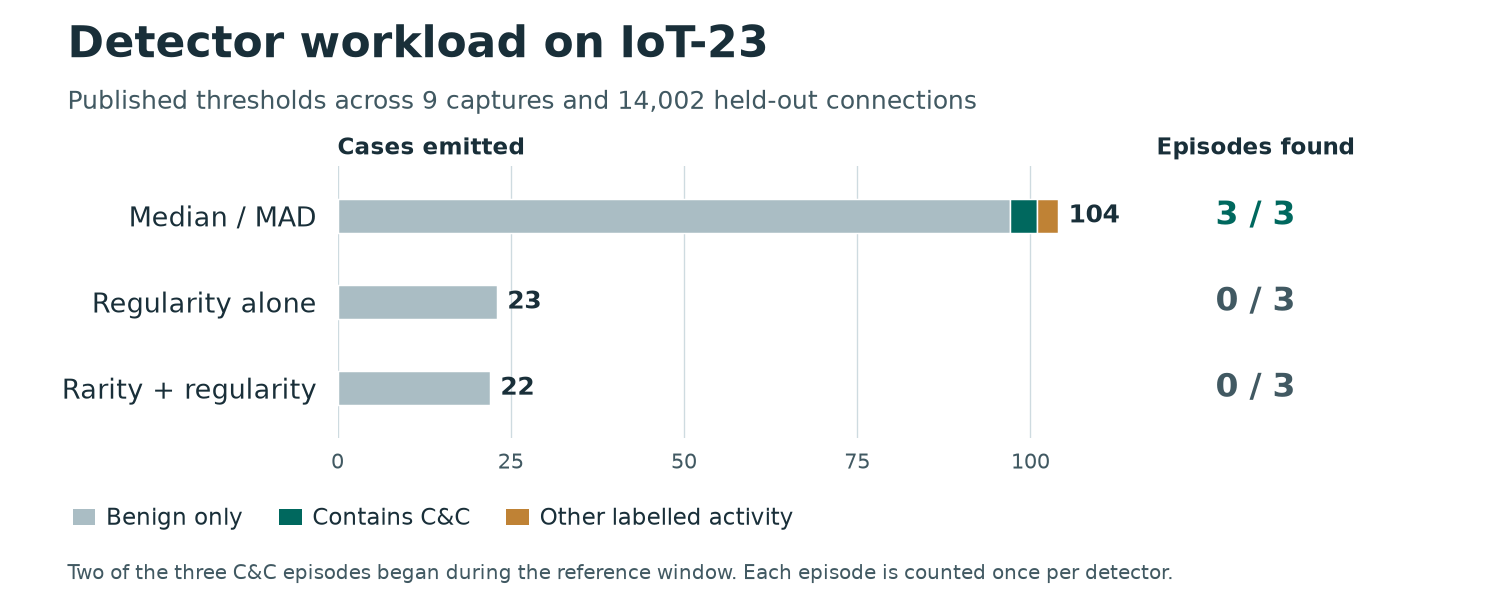 Detector workload on IoT-23
Published thresholds across 9 captures and 14,002 held-out connections
Cases emitted Episodes found
Median / MAD 104 3 / 3
Regularity alone 23 0 / 3
Rarity + regularity 22 0 / 3
0 25 50 75 100
Benign only Contains C&C Other labelled activity
Two of the three C&C episodes began during the reference window. Each episode is counted once per detector.